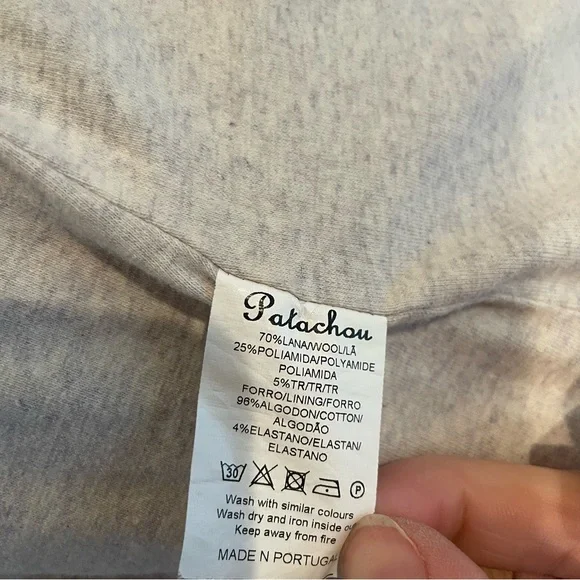 Patachou
70%LANA/WOOL/LÃ
25%POLIAMIDA/POLYAMIDE
POLIAMIDA
5%TR/TR/TR
FORRO/LINING/FORRO
96%ALGODON/COTTON/
ALGODÃO
4%ELASTANO/ELASTAN/
ELASTANO
30
P
Wash with similar colours
Wash dry and iron inside
Keep away from fire
MADE N PORTUGAL